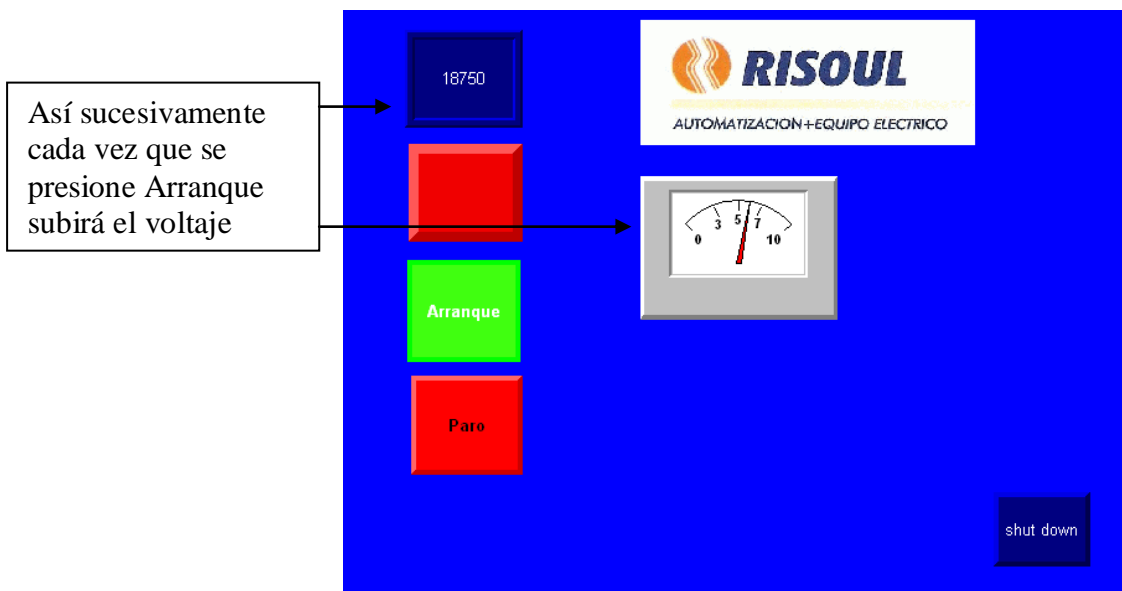 Así sucesivamente
cada vez que se
presione Arranque
subirá el voltaje
18750
RISOUL
AUTOMATIZACION+EQUIPO ELECTRICO
0 3 5 7 10
Arranque
Paro
shut down